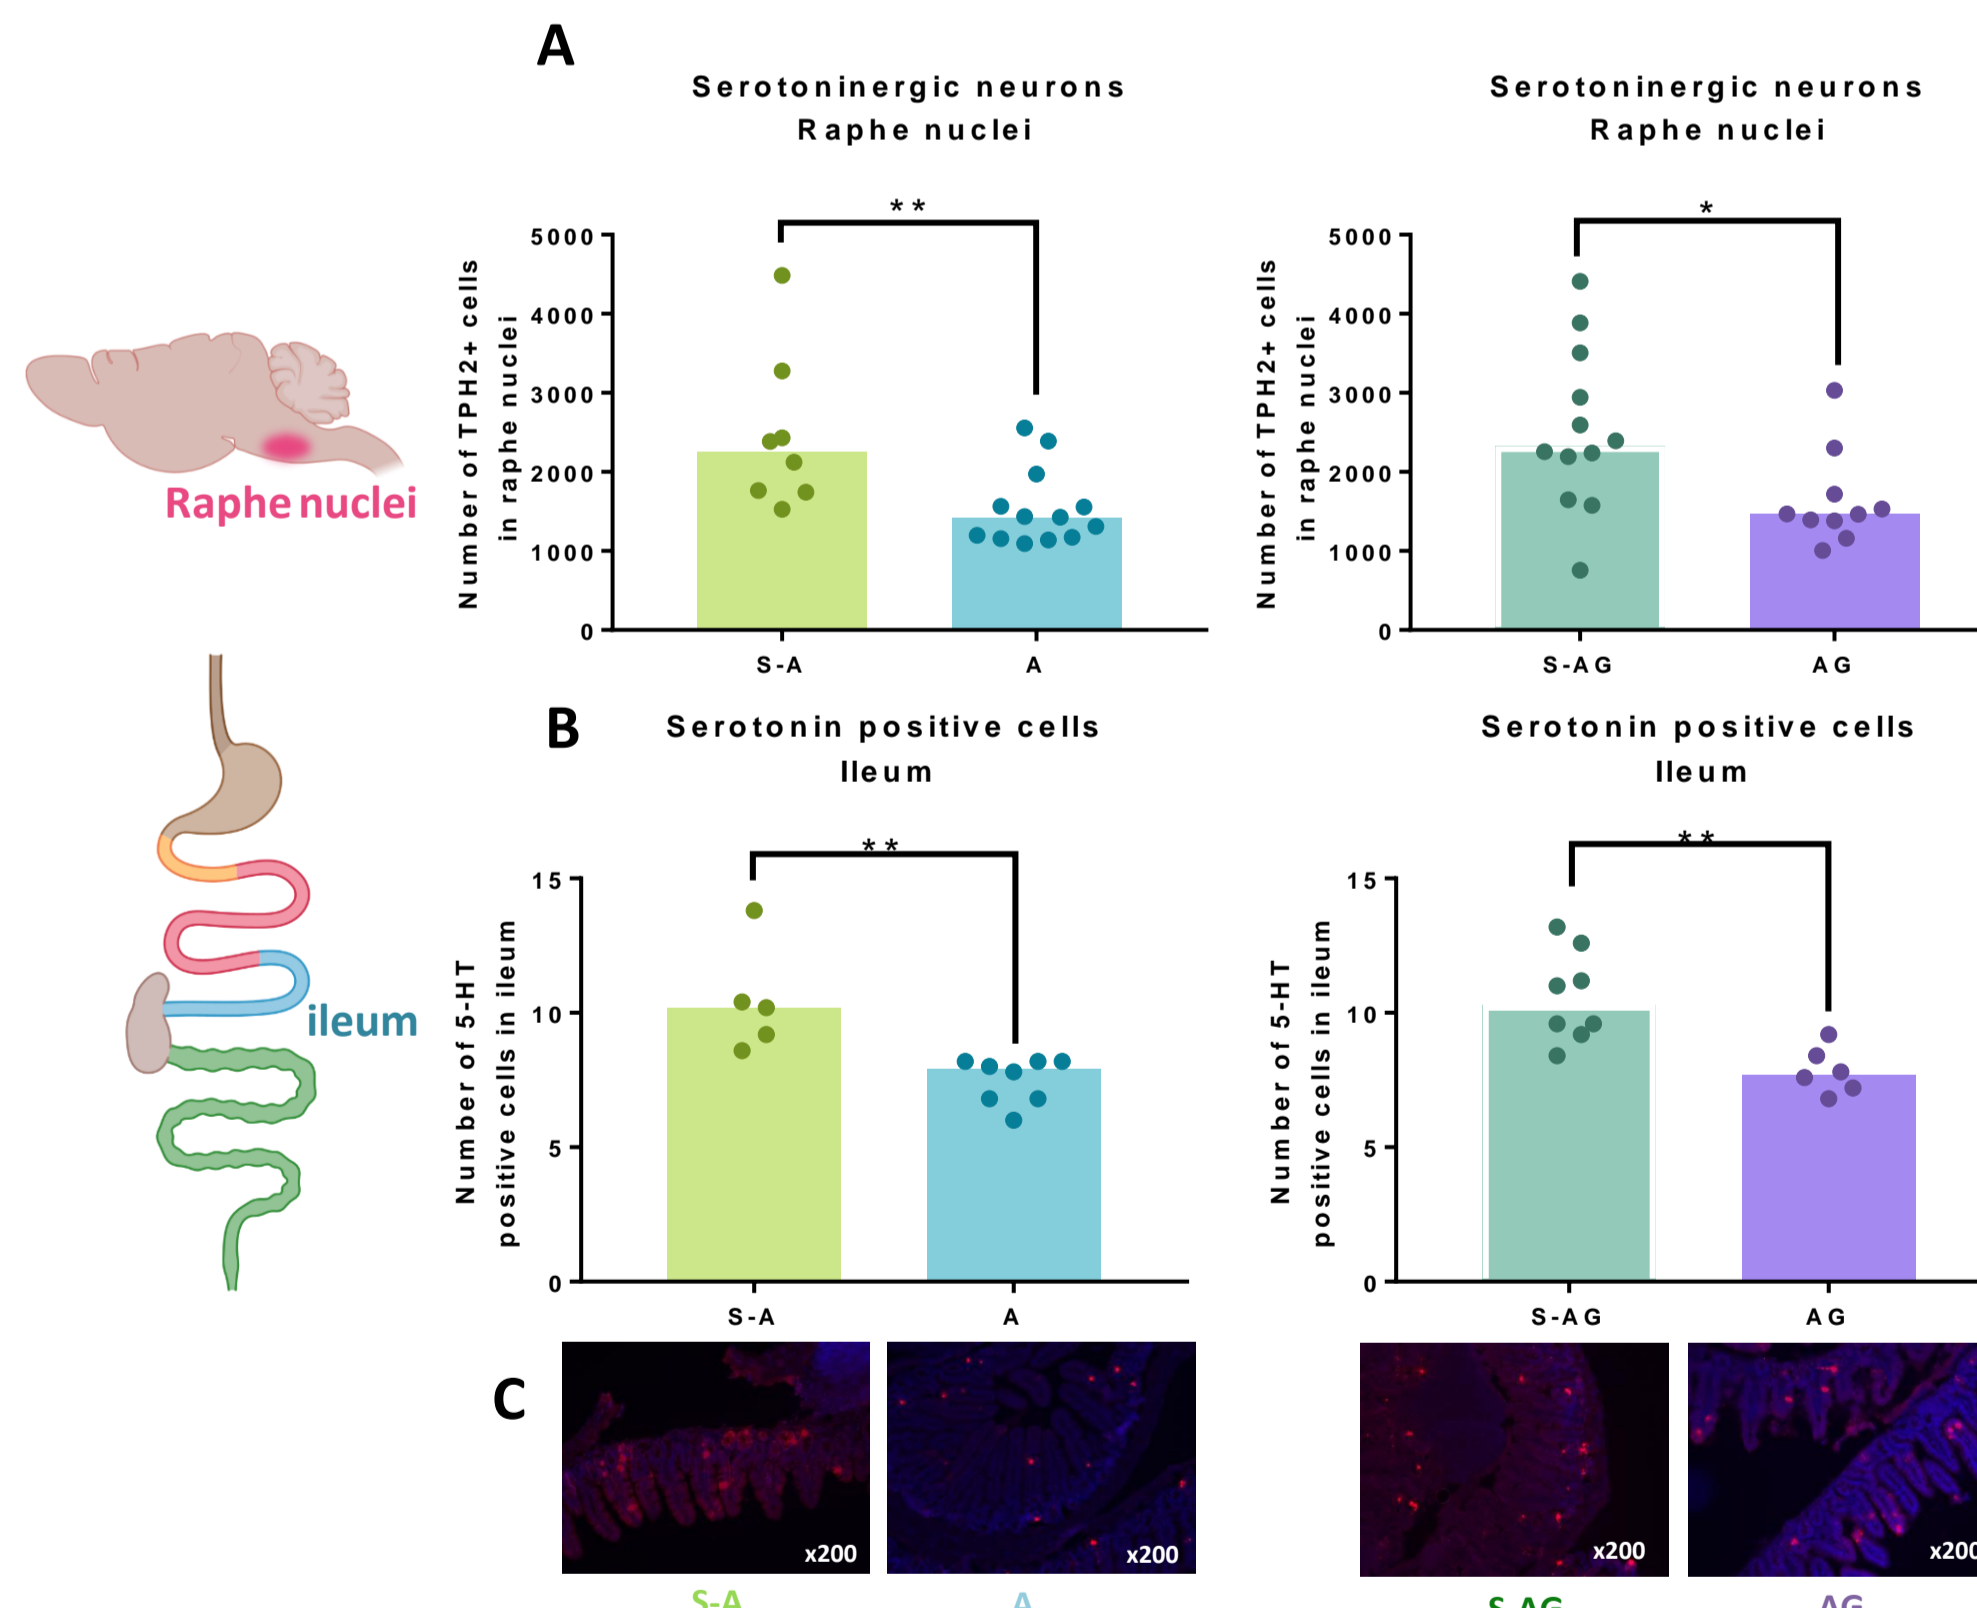 A
Serotoninergic neurons
Raphe nuclei
Number of TPH2+ cells
in raphe nuclei
5000
4000
3000
2000
1000
0
**
S-A
A
Serotoninergic neurons
Raphe nuclei
Number of TPH2+ cells
in raphe nuclei
5000
4000
3000
2000
1000
0
*
S-AG
AG
Raphe nuclei
ileum
B
Serotonin positive cells
Ileum
Number of 5-HT
positive cells in ileum
15
10
5
0
**
S-A
A
Serotonin positive cells
Ileum
Number of 5-HT
positive cells in ileum
15
10
5
0
**
S-AG
AG
C
x200
x200
x200
x200
S-A
A
S-AG
AG